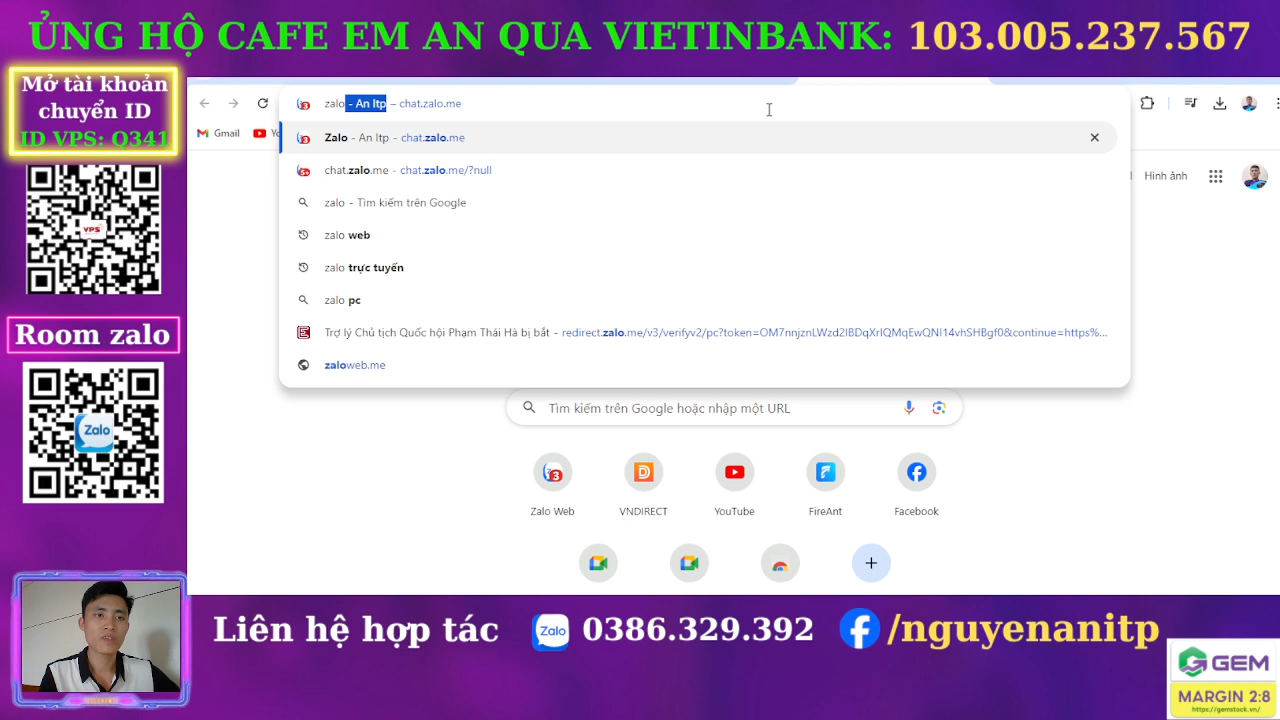 ỦNG HỘ CAFE EM AN QUA VIETINBANK: 103.005.237.567
Mở tài khoản
chuyển ID
ID VPS: Q341
VPS
Room zalo
Zalo
zalo - An Itp – chat.zalo.me
Gmail
Zalo - An Itp - chat.zalo.me
chat.zalo.me - chat.zalo.me/?null
Hình ảnh
zalo - Tìm kiếm trên Google
zalo web
zalo trực tuyến
zalo pc
Trợ lý Chủ tịch Quốc hội Phạm Thái Hà bị bắt - redirect.zalo.me/v3/verifyv2/pc?token=OM7nnjznLWzd2IBDqXrIQMqEwQNI14vhSHBgf0&continue=https%...
zaloweb.me
Tìm kiếm trên Google hoặc nhập một URL
Zalo Web
VNDIRECT
YouTube
FireAnt
Facebook
Liên hệ hợp tác
Zalo
0386.329.392
/nguyenanitp
GEM
MARGIN 2:8
https://gemstock.vn/